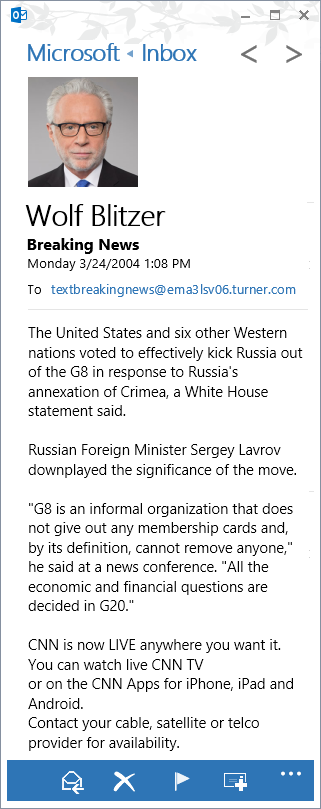 Microsoft Inbox
Wolf Blitzer
Breaking News
Monday 3/24/2004 1:08 PM
To textbreakingnews@ema3lsv06.turner.com
The United States and six other Western
nations voted to effectively kick Russia out
of the G8 in response to Russia's
annexation of Crimea, a White House
statement said.
Russian Foreign Minister Sergey Lavrov
downplayed the significance of the move.
"G8 is an informal organization that does
not give out any membership cards and,
by its definition, cannot remove anyone,"
he said at a news conference. "All the
economic and financial questions are
decided in G20."
CNN is now LIVE anywhere you want it.
You can watch live CNN TV
or on the CNN Apps for iPhone, iPad and
Android.
Contact your cable, satellite or telco
provider for availability.